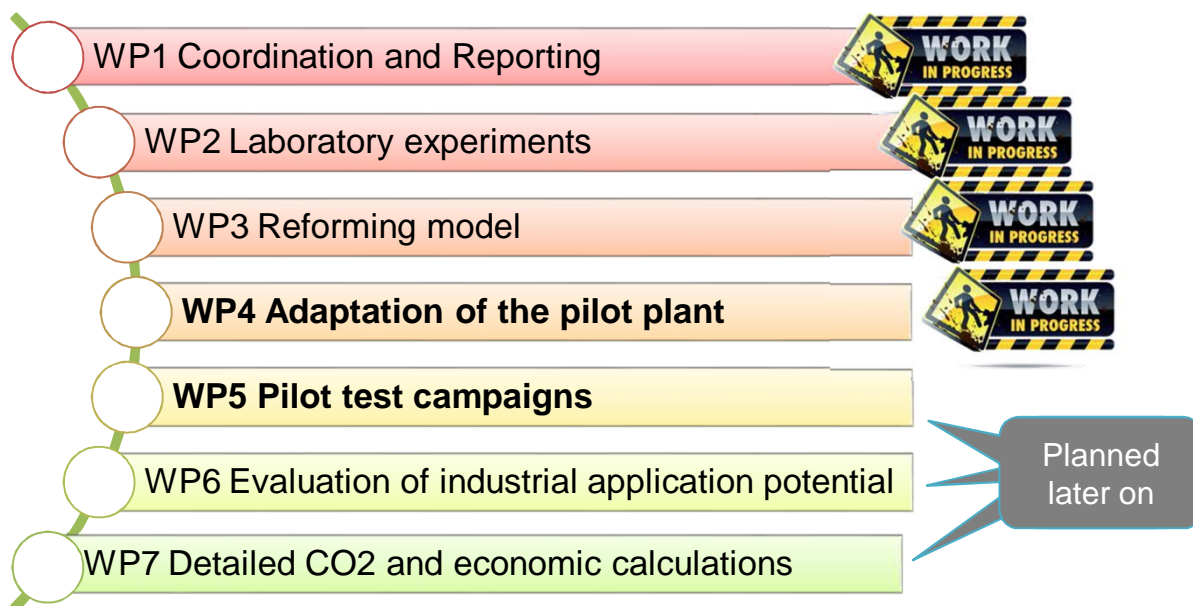 WP1 Coordination and Reporting
WORK
IN PROGRESS
WP2 Laboratory experiments
WORK
IN PROGRESS
WP3 Reforming model
WORK
IN PROGRESS
WP4 Adaptation of the pilot plant
WORK
IN PROGRESS
WP5 Pilot test campaigns
WP6 Evaluation of industrial application potential
Planned
later on
WP7 Detailed CO2 and economic calculations